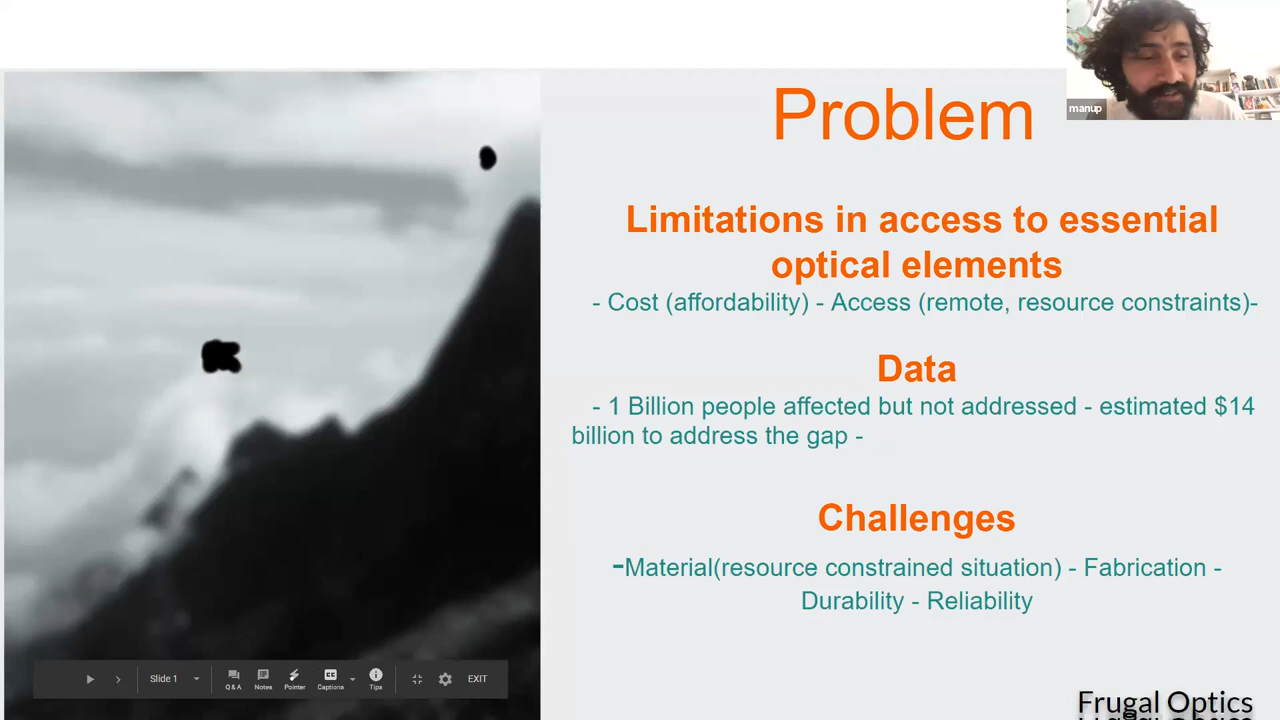 Problem
manup
Limitations in access to essential
optical elements
- Cost (affordability) - Access (remote, resource constraints)-
Data
- 1 Billion people affected but not addressed - estimated $14
billion to address the gap -
Challenges
-Material(resource constrained situation) - Fabrication -
Durability - Reliability
Slide 1
Q & A
Notes
Pointer
Captions
Tips
EXIT
Frugal Optics